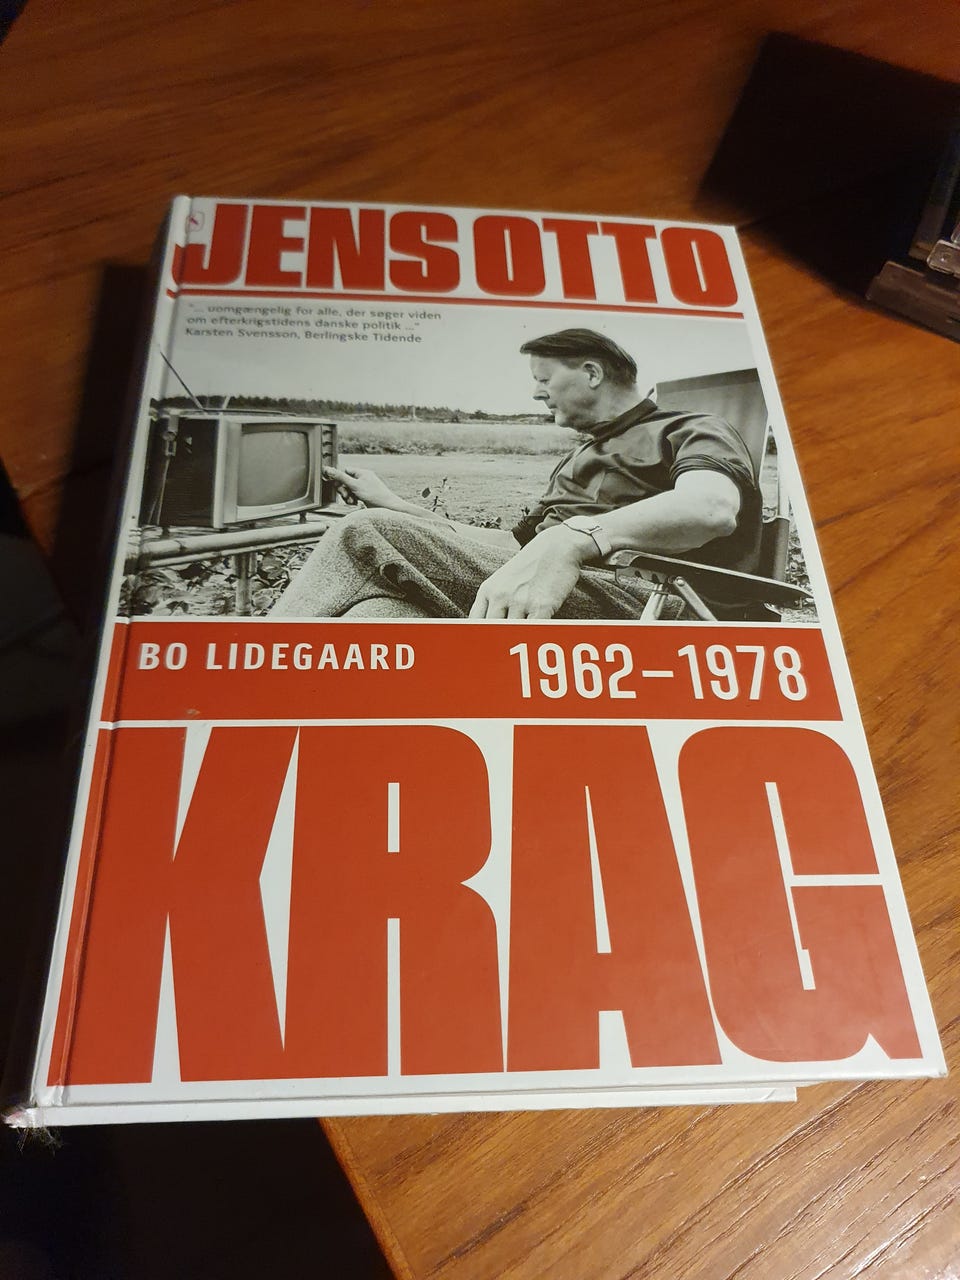 JENS OTTO
"... uomgængelig for alle, der søger viden
om efterkrigstidens danske politik ..."
Karsten Svensson, Berlingske Tidende
BO LIDEGAARD 1962–1978
KRAG